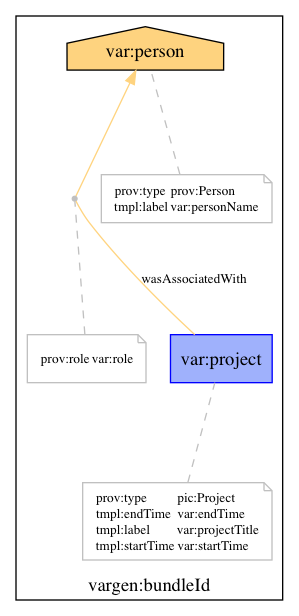 var:person
prov:type prov:Person
tmpl:label var:personName
wasAssociatedWith
prov:role var:role
var:project
prov:type pic:Project
tmpl:endTime var:endTime
tmpl:label var:projectTitle
tmpl:startTime var:startTime
vargen:bundleId